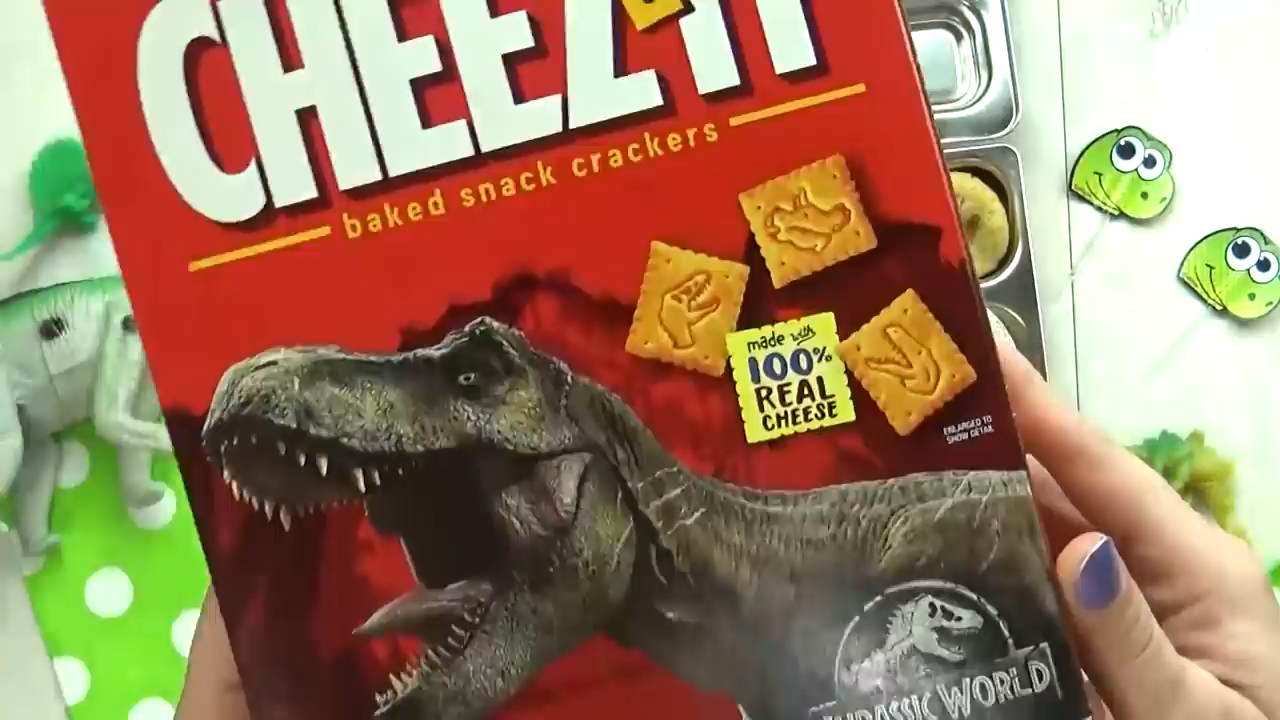 CHEEZ-IT
baked snack crackers
made with
100%
REAL
CHEESE
ENLARGED TO
SHOW DETAIL
JURASSIC WORLD